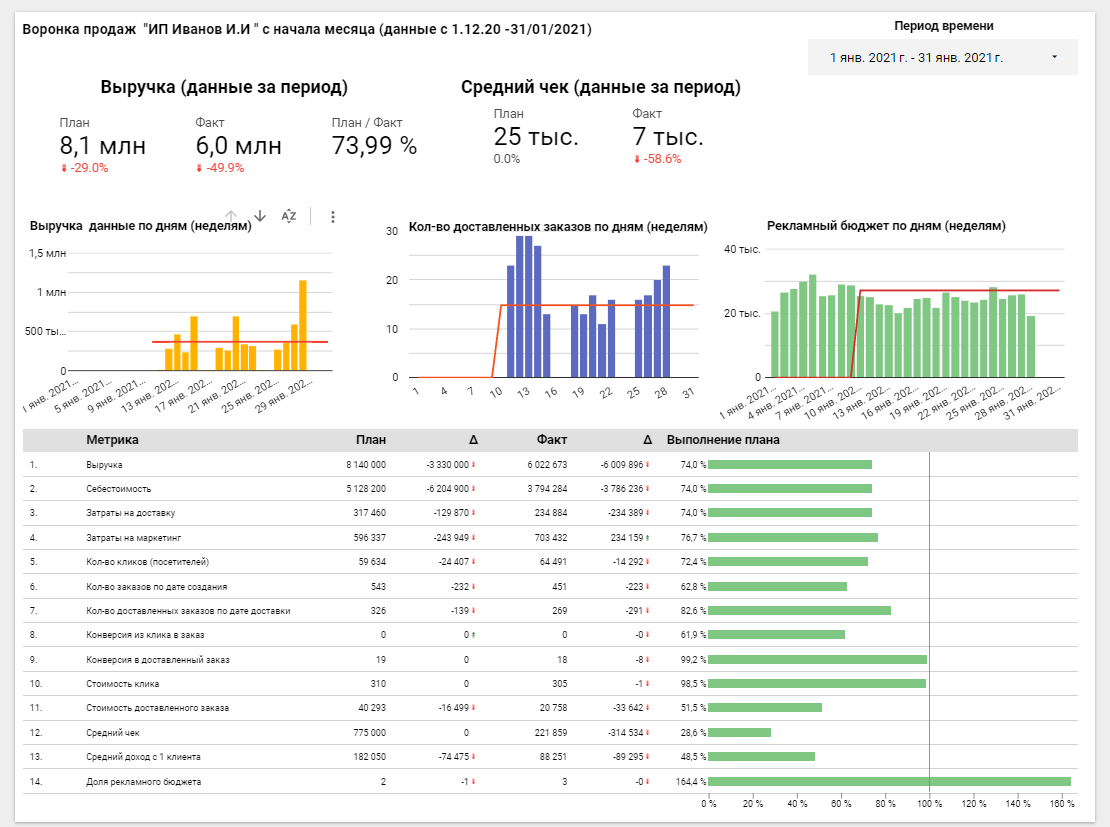 Воронка продаж "ИП Иванов И.И " с начала месяца (данные с 1.12.20 -31/01/2021)
Период времени
1 янв. 2021 г. - 31 янв. 2021 г.
Выручка (данные за период)
План
8,1 млн
-29.0%
Факт
6,0 млн
-49.9%
План / Факт
73,99 %
Средний чек (данные за период)
План
25 тыс.
0.0%
Факт
7 тыс.
-58.6%
Выручка данные по дням (неделям)
1,5 млн
1 млн
500 ты...
0
1 янв. 2021...
5 янв. 2021...
9 янв. 2021...
13 янв. 202...
17 янв. 202...
21 янв. 202...
25 янв. 202...
29 янв. 202...
Кол-во доставленных заказов по дням (неделям)
30
20
10
0
1 4 7 10 13 16 19 22 25 28 31
Рекламный бюджет по дням (неделям)
40 тыс.
20 тыс.
0
1 янв. 2021...
4 янв. 2021...
7 янв. 2021...
10 янв. 202...
13 янв. 202...
16 янв. 202...
19 янв. 202...
22 янв. 202...
25 янв. 202...
28 янв. 202...
31 янв. 202...
Метрика План Δ Факт Δ Выполнение плана
1. Выручка 8 140 000 -3 330 000 6 022 673 -6 009 896 74,0 %
2. Себестоимость 5 128 200 -6 204 900 3 794 284 -3 786 236 74,0 %
3. Затраты на доставку 317 460 -129 870 234 884 -234 389 74,0 %
4. Затраты на маркетинг 596 337 -243 949 703 432 234 159 76,7 %
5. Кол-во кликов (посетителей) 59 634 -24 407 64 491 -14 292 72,4 %
6. Кол-во заказов по дате создания 543 -232 451 -223 62,8 %
7. Кол-во доставленных заказов по дате доставки 326 -139 269 -291 82,6 %
8. Конверсия из клика в заказ 0 0 0 -0 61,9 %
9. Конверсия в доставленный заказ 19 0 18 -8 99,2 %
10. Стоимость клика 310 0 305 -1 98,5 %
11. Стоимость доставленного заказа 40 293 -16 499 20 758 -33 642 51,5 %
12. Средний чек 775 000 0 221 859 -314 534 28,6 %
13. Средний доход с 1 клиента 182 050 -74 475 88 251 -89 295 48,5 %
14. Доля рекламного бюджета 2 -1 3 -0 164,4 %
0 % 20 % 40 % 60 % 80 % 100 % 120 % 140 % 160 %